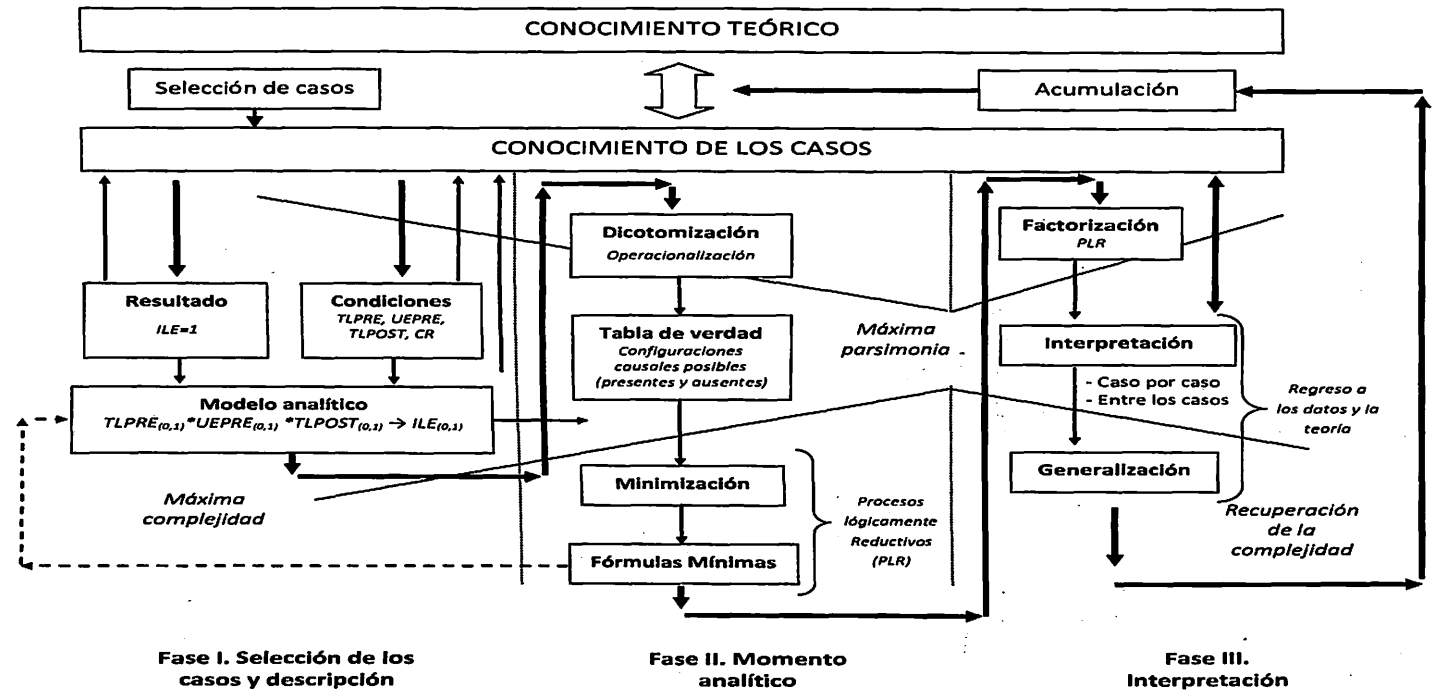 CONOCIMIENTO TEÓRICO
Selección de casos
Acumulación
CONOCIMIENTO DE LOS CASOS
Resultado
ILE=1
Condiciones
TLPRE, UEPRE,
TLPOST, CR
Modelo analítico
TLPRE(0,1)*UEPRE(0,1) *TLPOST(0,1) → ILE(0,1)
Máxima
complejidad
Dicotomización
Operacionalización
Tabla de verdad
Configuraciones
causales posibles
(presentes y ausentes)
Minimización
Fórmulas Mínimas
Procesos
lógicamente
Reductivos
(PLR)
Máxima
parsimonia
Factorización
PLR
Interpretación
- Caso por caso
- Entre los casos
Generalización
Regreso a
los datos y la
teoría
Recuperación
de la
complejidad
Fase I. Selección de los
casos y descripción
Fase II. Momento
analítico
Fase III.
Interpretación